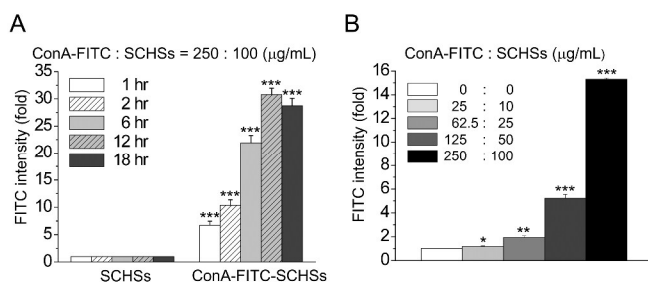 A
ConA-FITC : SCHSs = 250 : 100 (μg/mL)
FITC intensity (fold)
35
30
25
20
15
10
5
0
1 hr
2 hr
6 hr
12 hr
18 hr
***
***
***
***
***
SCHSs
ConA-FITC-SCHSs
B
ConA-FITC : SCHSs (μg/mL)
FITC intensity (fold)
16
14
12
10
8
6
4
2
0
0 : 0
25 : 10
62.5 : 25
125 : 50
250 : 100
*
**
***
***